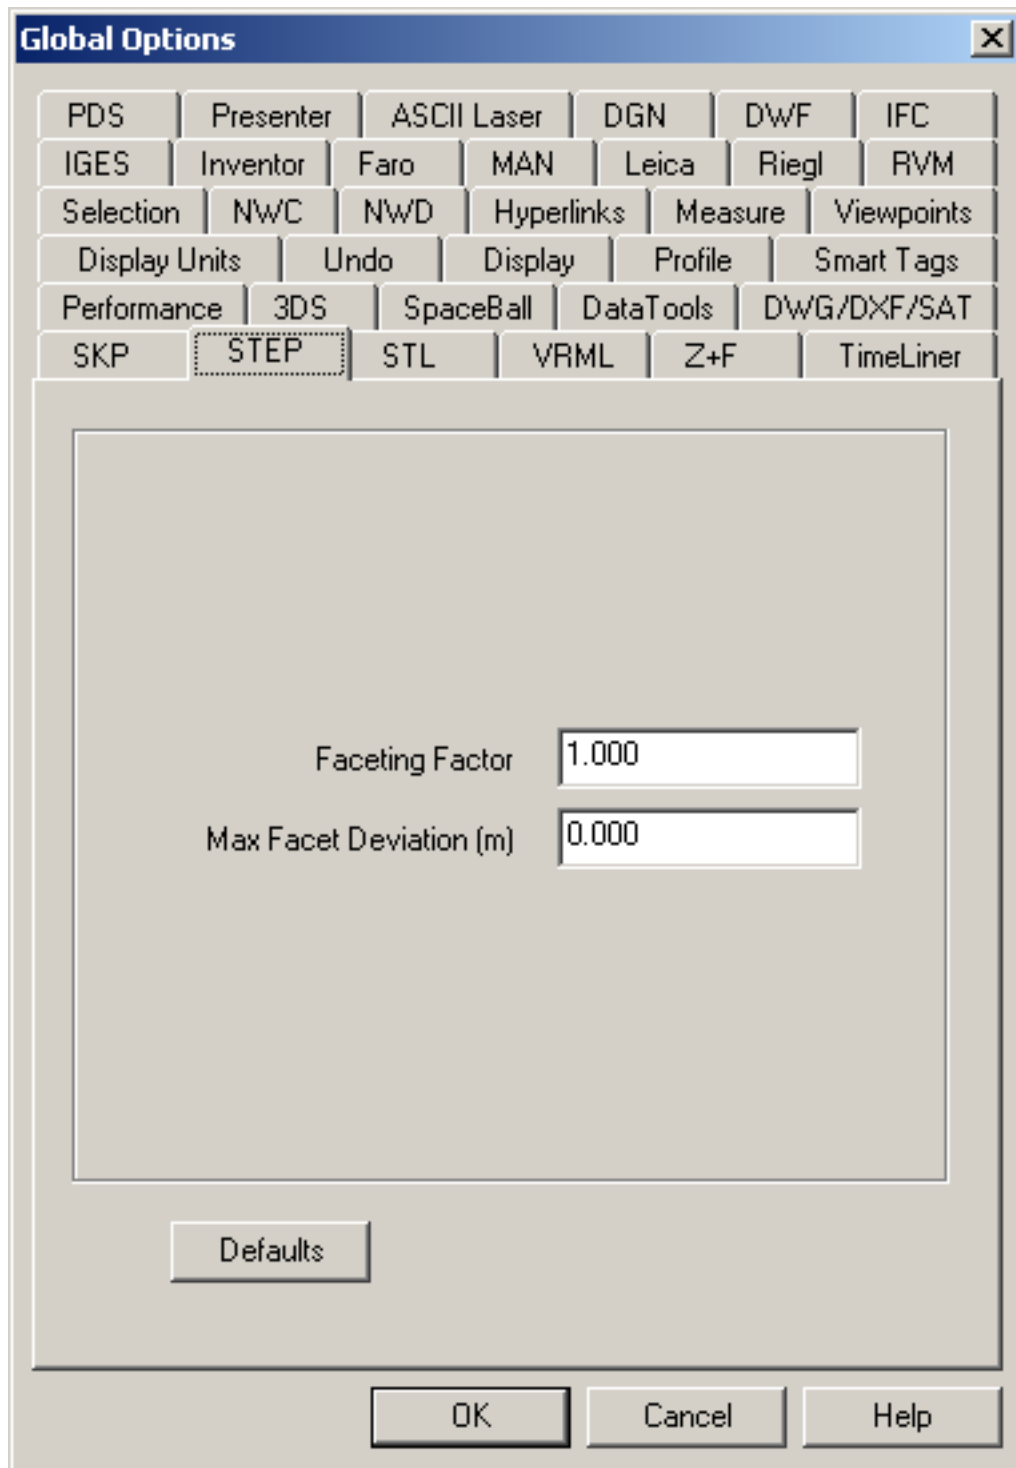 Global Options
PDS Presenter ASCII Laser DGN DWF IFC
IGES Inventor Faro MAN Leica Riegl RVM
Selection NWC NWD Hyperlinks Measure Viewpoints
Display Units Undo Display Profile Smart Tags
Performance 3DS SpaceBall DataTools DWG/DXF/SAT
SKP STEP STL VRML Z+F TimeLiner
Faceting Factor 1.000
Max Facet Deviation (m) 0.000
Defaults
OK Cancel Help